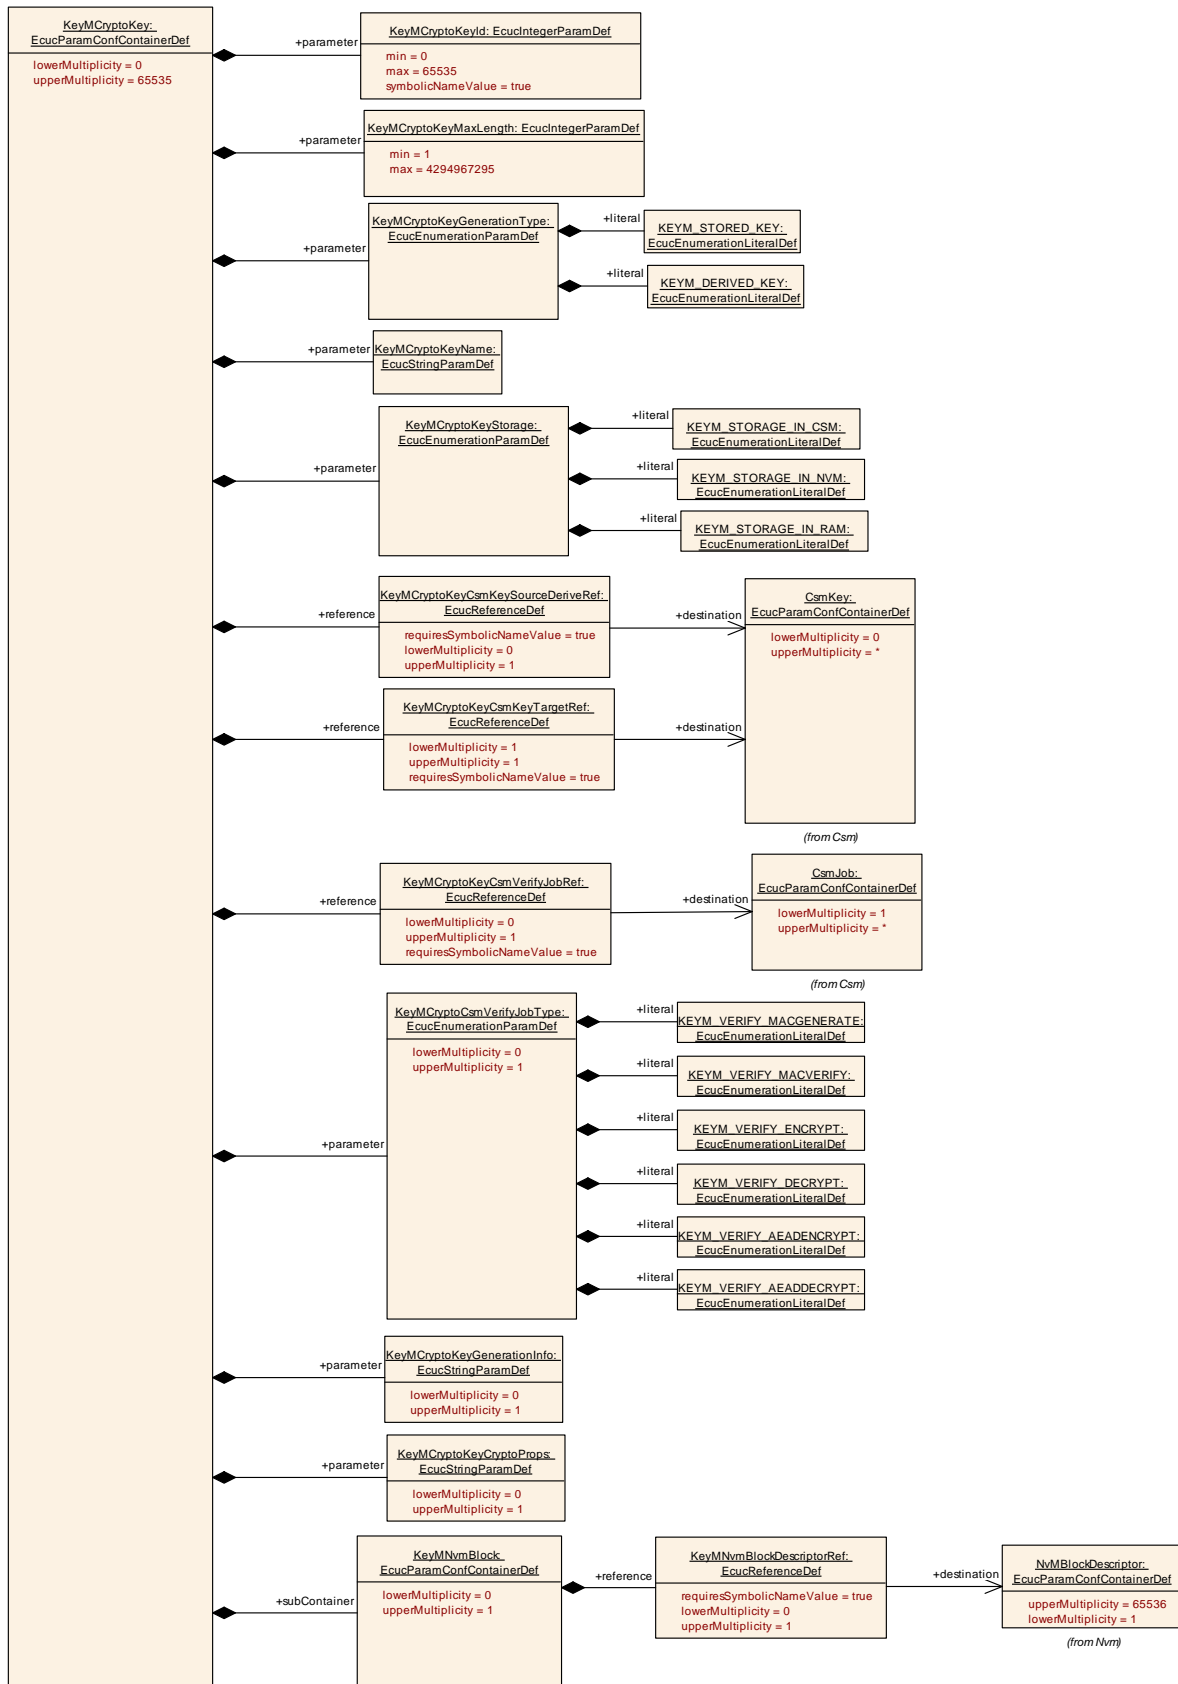 KeyMCryptoKey:
EcucParamConfContainerDef
lowerMultiplicity = 0
upperMultiplicity = 65535
+parameter
KeyMCryptoKeyId: EcucIntegerParamDef
min = 0
max = 65535
symbolicNameValue = true
+parameter
KeyMCryptoKeyMaxLength: EcucIntegerParamDef
min = 1
max = 4294967295
+parameter
KeyMCryptoKeyGenerationType:
EcucEnumerationParamDef
+literal
KEYM_STORED_KEY:
EcucEnumerationLiteralDef
+literal
KEYM_DERIVED_KEY:
EcucEnumerationLiteralDef
+parameter
KeyMCryptoKeyName:
EcucStringParamDef
+parameter
KeyMCryptoKeyStorage:
EcucEnumerationParamDef
+literal
KEYM_STORAGE_IN_CSM:
EcucEnumerationLiteralDef
+literal
KEYM_STORAGE_IN_NVM:
EcucEnumerationLiteralDef
+literal
KEYM_STORAGE_IN_RAM:
EcucEnumerationLiteralDef
+reference
KeyMCryptoKeyCsmKeySourceDeriveRef:
EcucReferenceDef
requiresSymbolicNameValue = true
lowerMultiplicity = 0
upperMultiplicity = 1
+destination
CsmKey:
EcucParamConfContainerDef
lowerMultiplicity = 0
upperMultiplicity = *
+reference
KeyMCryptoKeyCsmKeyTargetRef:
EcucReferenceDef
lowerMultiplicity = 1
upperMultiplicity = 1
requiresSymbolicNameValue = true
+destination
(from Csm)
+reference
KeyMCryptoKeyCsmVerifyJobRef:
EcucReferenceDef
lowerMultiplicity = 0
upperMultiplicity = 1
requiresSymbolicNameValue = true
+destination
CsmJob:
EcucParamConfContainerDef
lowerMultiplicity = 1
upperMultiplicity = *
(from Csm)
+parameter
KeyMCryptoCsmVerifyJobType:
EcucEnumerationParamDef
lowerMultiplicity = 0
upperMultiplicity = 1
+literal
KEYM_VERIFY_MACGENERATE:
EcucEnumerationLiteralDef
+literal
KEYM_VERIFY_MACVERIFY:
EcucEnumerationLiteralDef
+literal
KEYM_VERIFY_ENCRYPT:
EcucEnumerationLiteralDef
+literal
KEYM_VERIFY_DECRYPT:
EcucEnumerationLiteralDef
+literal
KEYM_VERIFY_AEADENCRYPT:
EcucEnumerationLiteralDef
+literal
KEYM_VERIFY_AEADDECRYPT:
EcucEnumerationLiteralDef
+parameter
KeyMCryptoKeyGenerationInfo:
EcucStringParamDef
lowerMultiplicity = 0
upperMultiplicity = 1
+parameter
KeyMCryptoKeyCryptoProps:
EcucStringParamDef
lowerMultiplicity = 0
upperMultiplicity = 1
+subContainer
KeyMNvmBlock:
EcucParamConfContainerDef
lowerMultiplicity = 0
upperMultiplicity = 1
+reference
KeyMNvmBlockDescriptorRef:
EcucReferenceDef
requiresSymbolicNameValue = true
lowerMultiplicity = 0
upperMultiplicity = 1
+destination
NvMBlockDescriptor:
EcucParamConfContainerDef
upperMultiplicity = 65536
lowerMultiplicity = 1
(from Nvm)